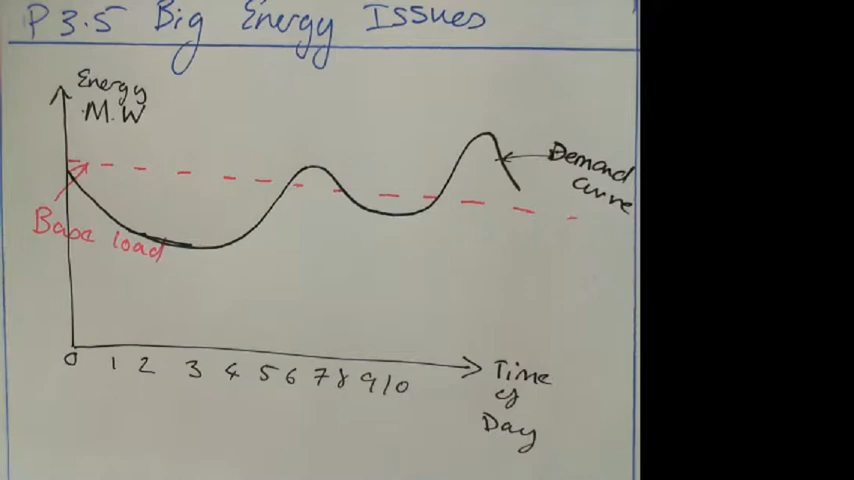 P3.5 Big Energy Issues
Energy
M.W
Demand
curve
Base load
0 1 2 3 4 5 6 7 8 9 10
Time
of
Day